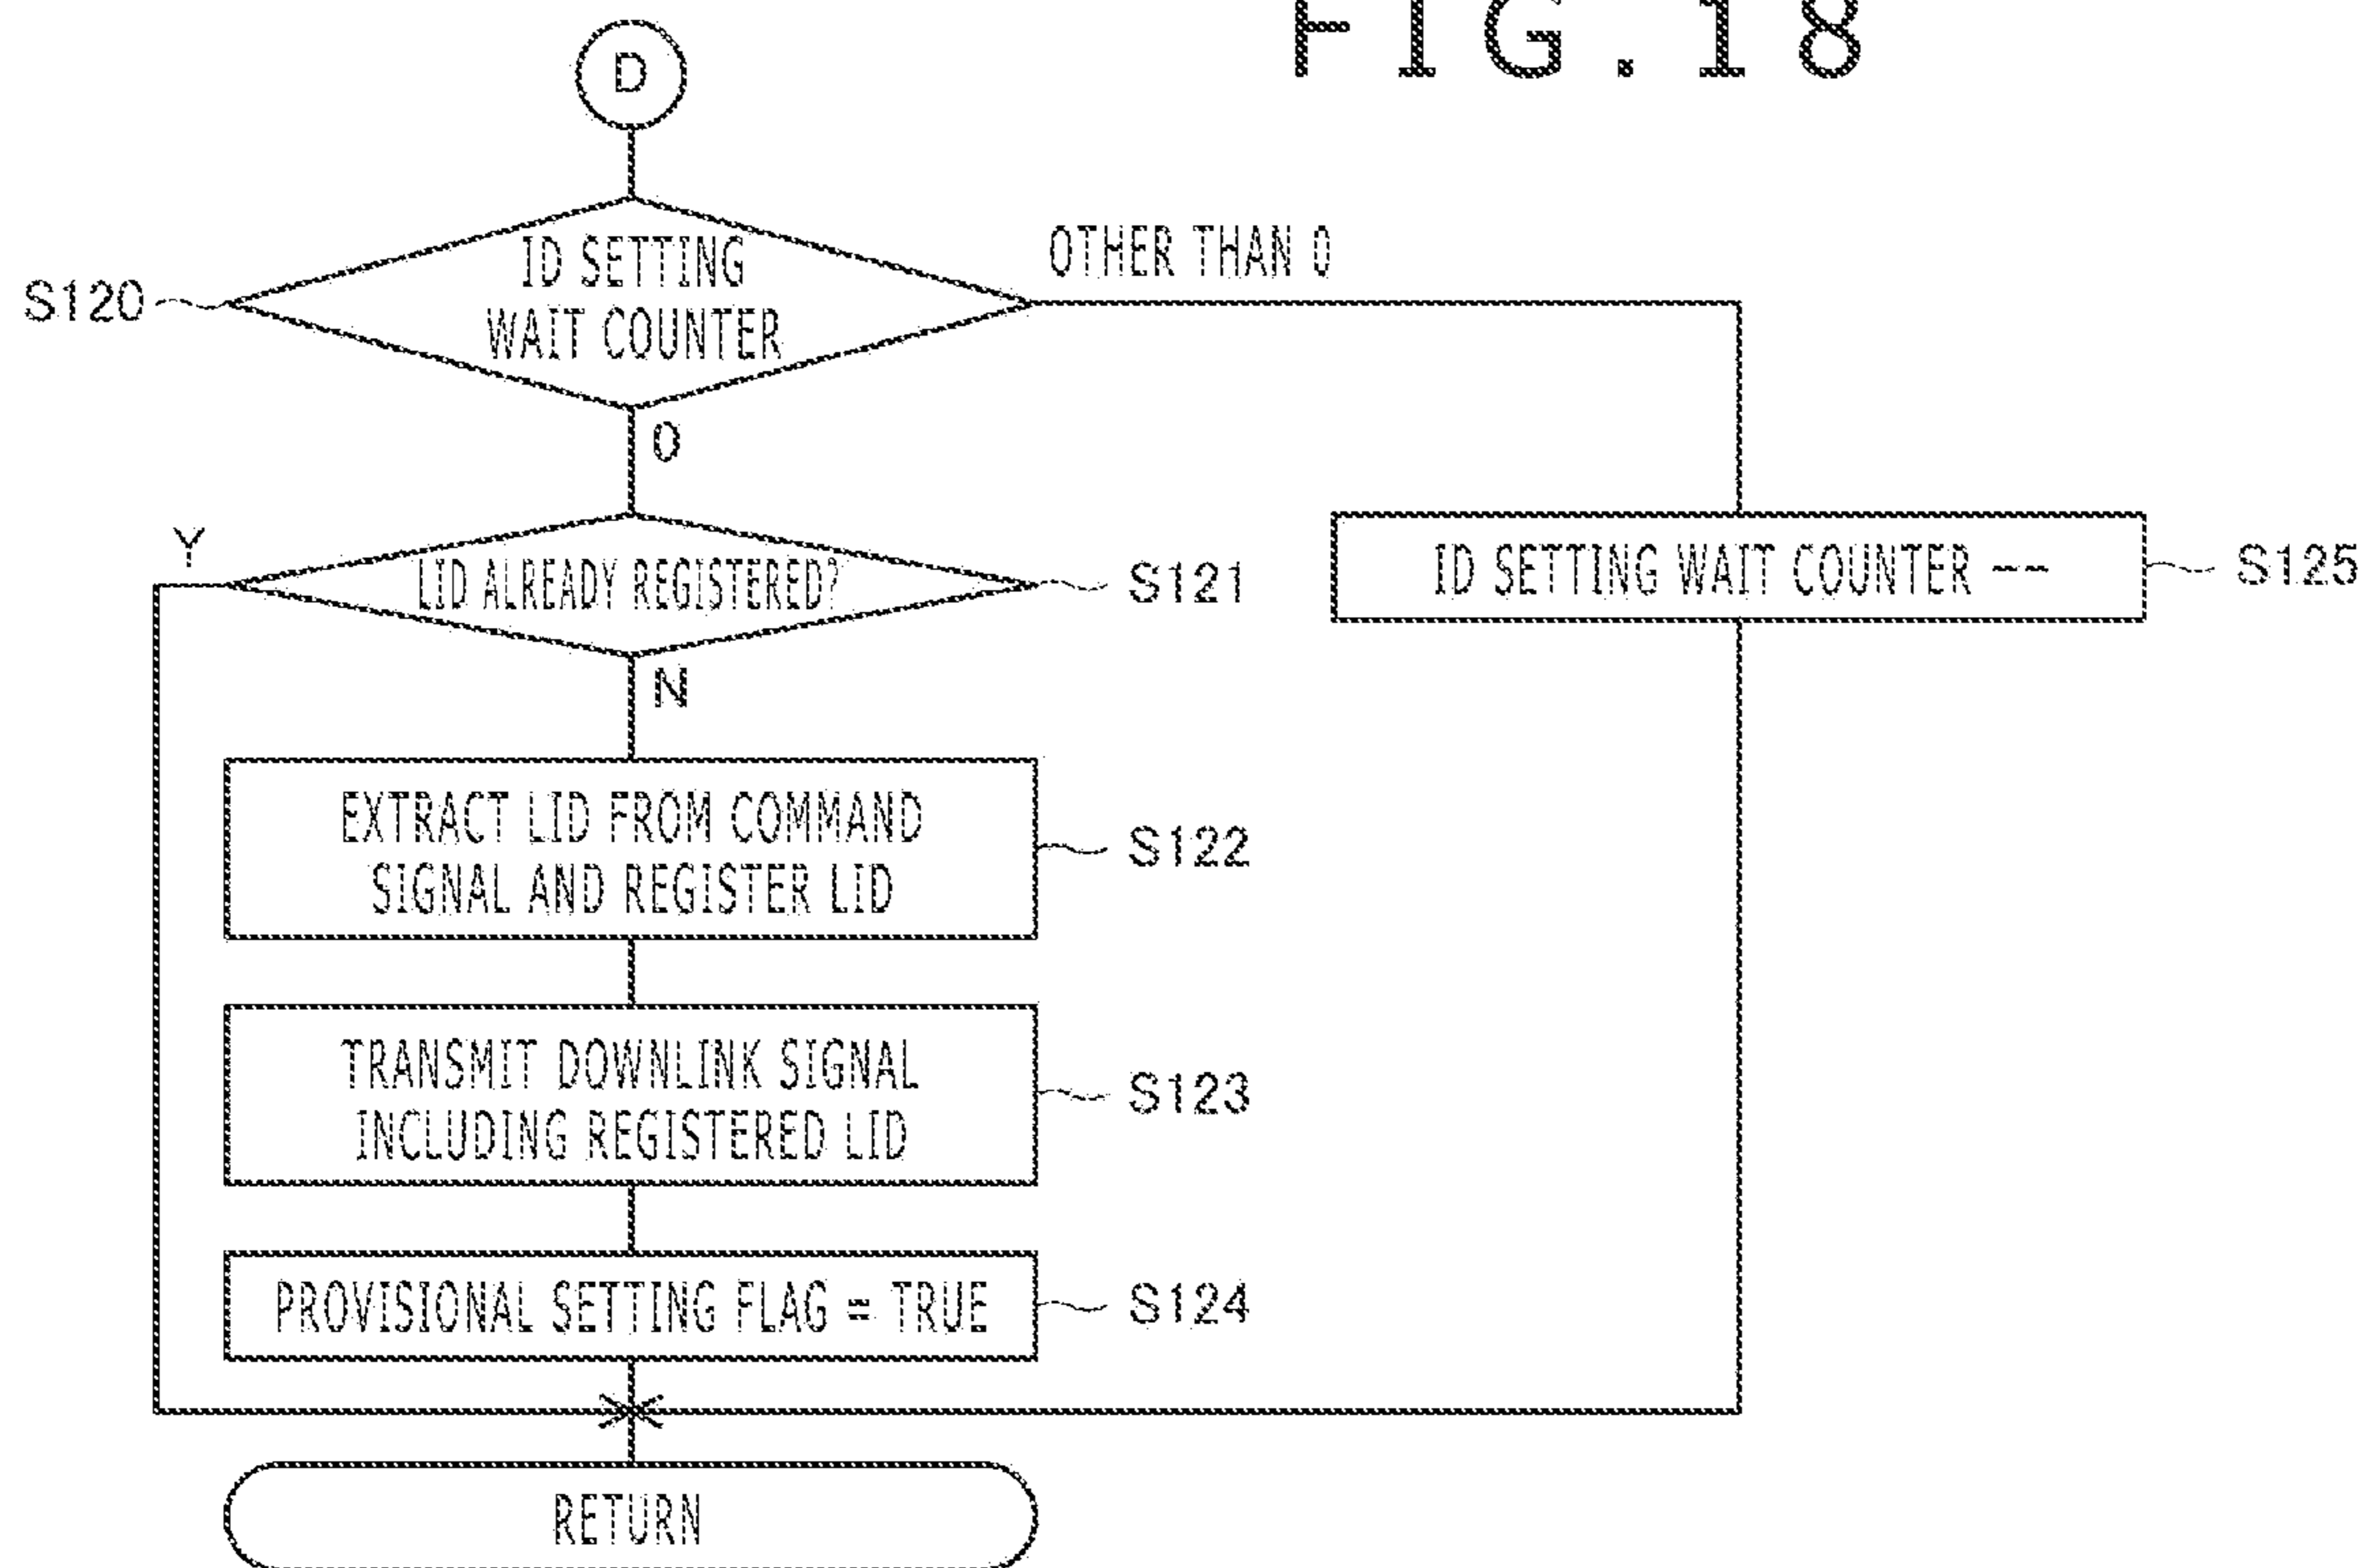 FIG.18
D
S120
ID SETTING
WAIT COUNTER
OTHER THAN 0
0
Y
LID ALREADY REGISTERED?
S121
ID SETTING WAIT COUNTER --
S125
N
EXTRACT LID FROM COMMAND
SIGNAL AND REGISTER LID
S122
TRANSMIT DOWNLINK SIGNAL
INCLUDING REGISTERED LID
S123
PROVISIONAL SETTING FLAG = TRUE
S124
RETURN